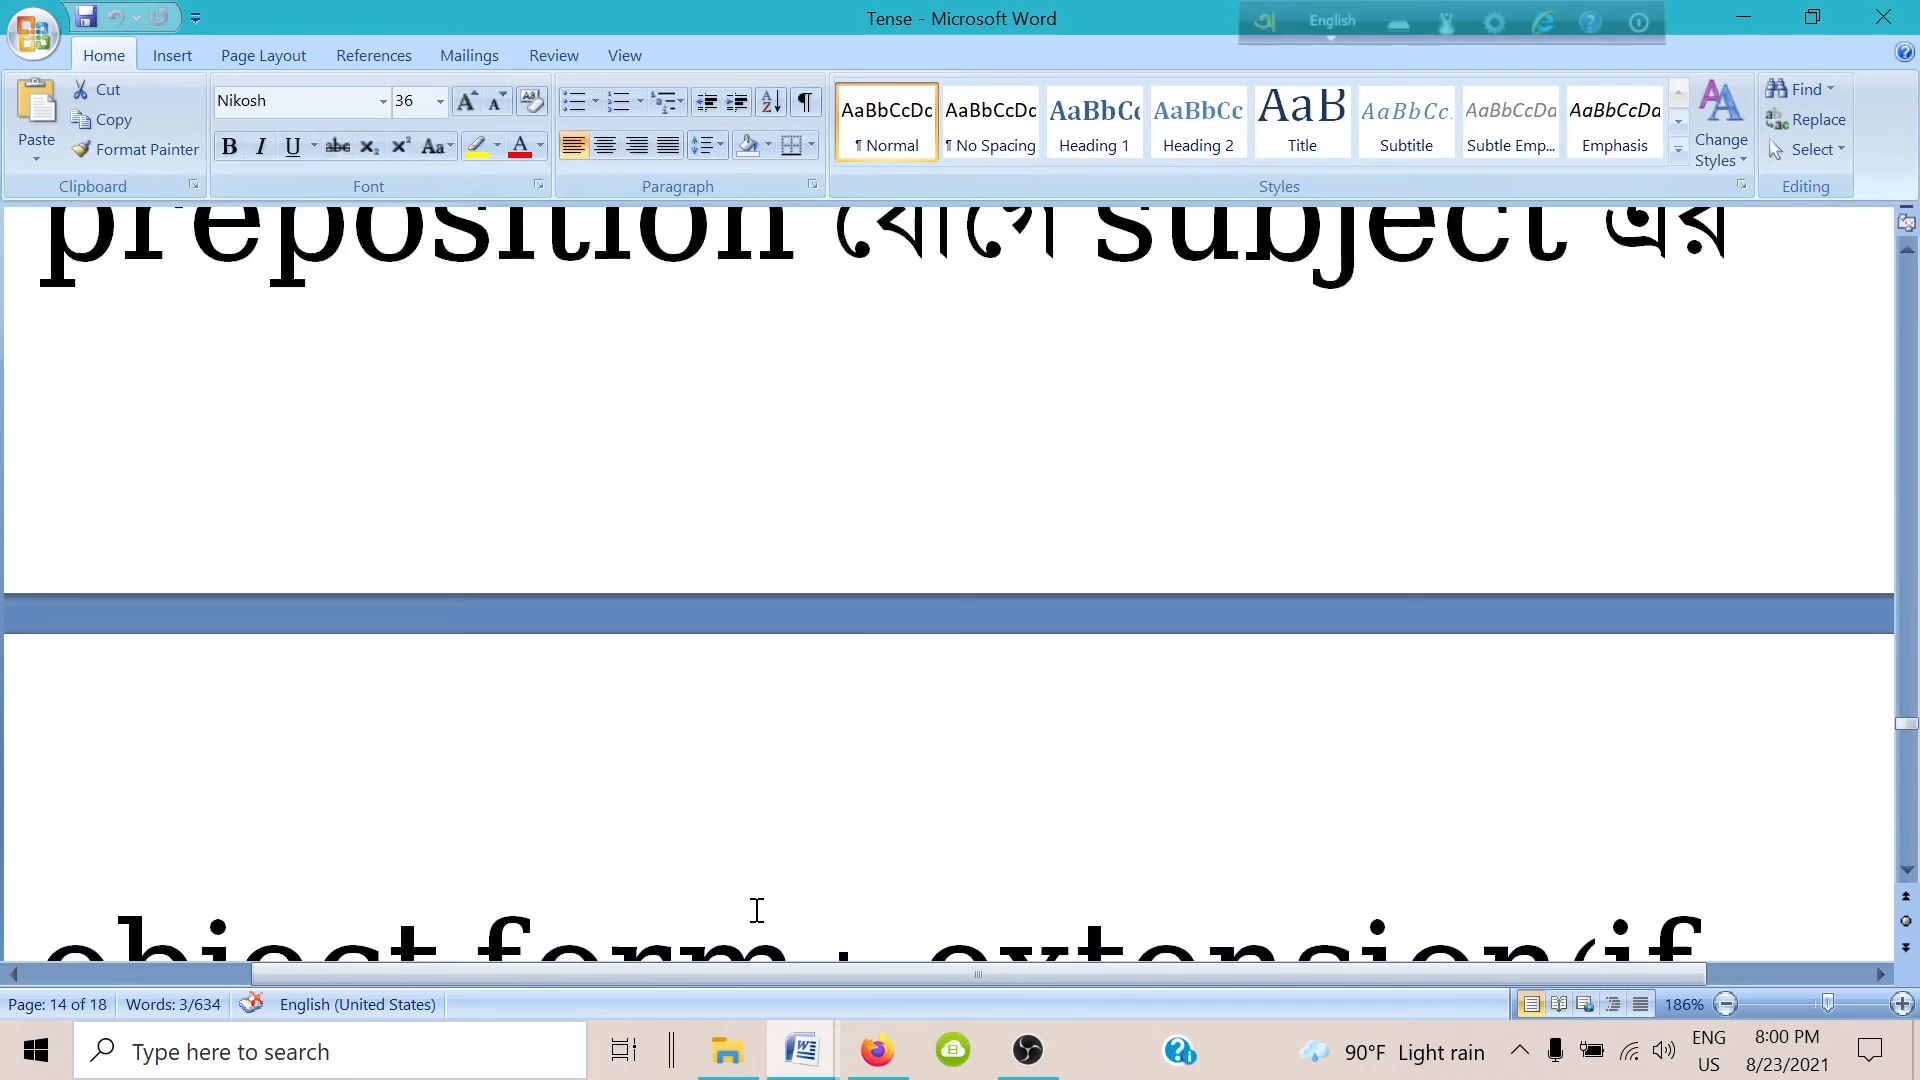 Tense - Microsoft Word
English
Home Insert Page Layout References Mailings Review View
Paste
Cut
Copy
Format Painter
Clipboard
Nikosh 36
Font
Paragraph
AaBbCcDc AaBbCcDc AaBbCc AaBbCc AaB AaBbCc. AaBbCcDa AaBbCcDa
¶ Normal ¶ No Spacing Heading 1 Heading 2 Title Subtitle Subtle Emp... Emphasis
Change Styles
Styles
Find
Replace
Select
Editing
preposition যোগে subject এর
object form + extension(if
Page: 14 of 18 Words: 3/634 English (United States) 186%
Type here to search
90°F Light rain
ENG
US
8:00 PM
8/23/2021